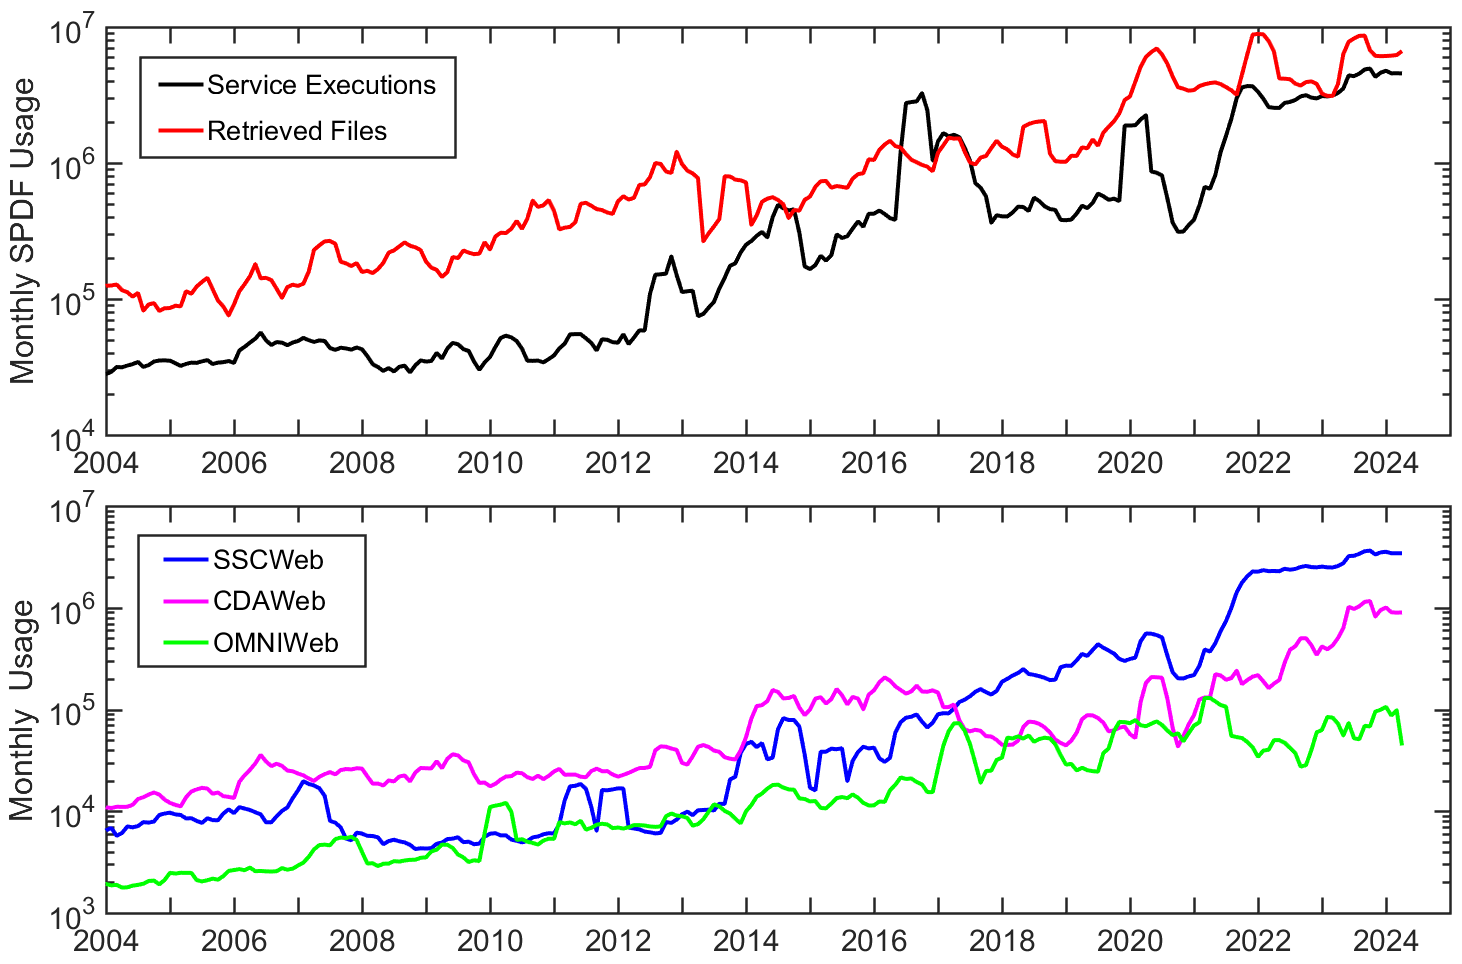 10^7
10^6
10^5
10^4
Monthly SPDF Usage
Service Executions
Retrieved Files
2004 2006 2008 2010 2012 2014 2016 2018 2020 2022 2024
10^7
10^6
10^5
10^4
10^3
Monthly Usage
SSCWeb
CDAWeb
OMNIWeb
2004 2006 2008 2010 2012 2014 2016 2018 2020 2022 2024